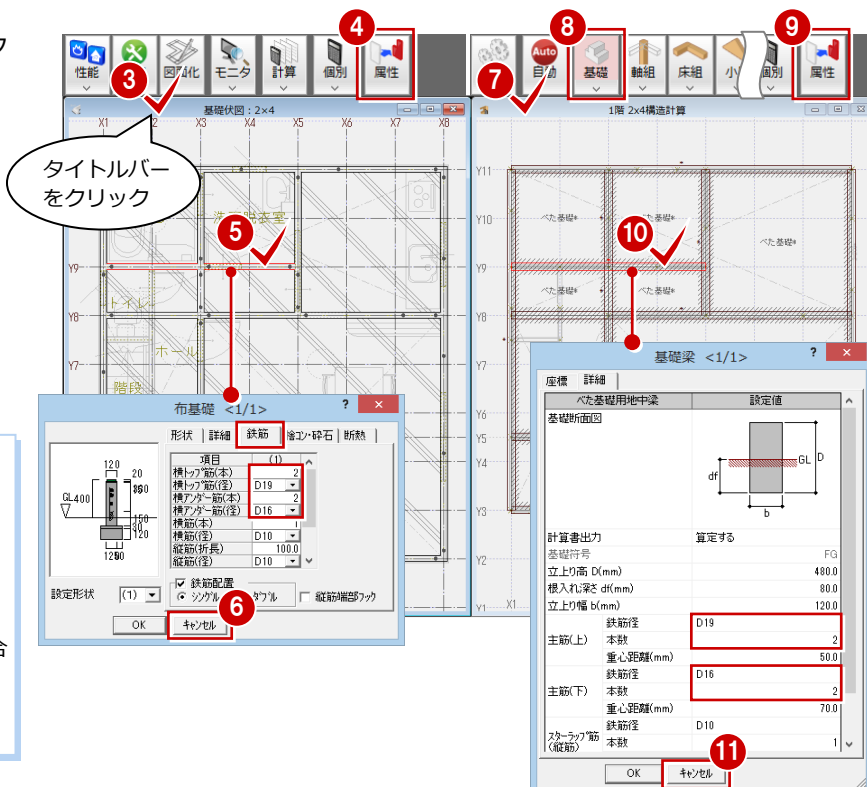 ク
合
3
4
5
6
7
8
9
10
11
性能
図面化
モニタ
計算
個別
属性
Auto
自動
基礎
軸組
床組
小
個別
属性
タイトルバー
をクリック
基礎伏図：2×4
X1 2 X3 X4 X5 X6 X7 X8
Y9
Y8
Y7
洗面脱衣室
トイレ
ホール
階段
1階 2x4構造計算
Y11
Y10
Y9
Y8
Y7
Y6
Y5
Y4
Y3
Y2
Y1 X1
べた基礎*
べた基礎*
べた基礎*
べた基礎*
べた基礎*
布基礎 <1/1> ? ×
形状 詳細 鉄筋 捨コン・砕石 断熱
項目 (1)
横トップ筋(本) 2
横トップ筋(径) D19
横アンダー筋(本) 2
横アンダー筋(径) D16
横筋(本) 1
横筋(径) D10
縦筋(折長) 100.0
縦筋(径) D10
120
20
GL400
120
設定形状 (1)
鉄筋配置
シングル ダブル 縦筋端部フック
OK キャンセル
基礎梁 <1/1> ? ×
座標 詳細
べた基礎用地中梁 設定値
基礎断面図
GL D
df
b
計算書出力 算定する
基礎符号 FG
立上り高 D(mm) 480.0
根入れ深さ df(mm) 80.0
立上り幅 b(mm) 120.0
主筋(上) 鉄筋径 D19
本数 2
重心距離(mm) 50.0
主筋(下) 鉄筋径 D16
本数 2
重心距離(mm) 70.0
スターラップ筋(縦筋) 鉄筋径 D10
本数 1
OK キャンセル